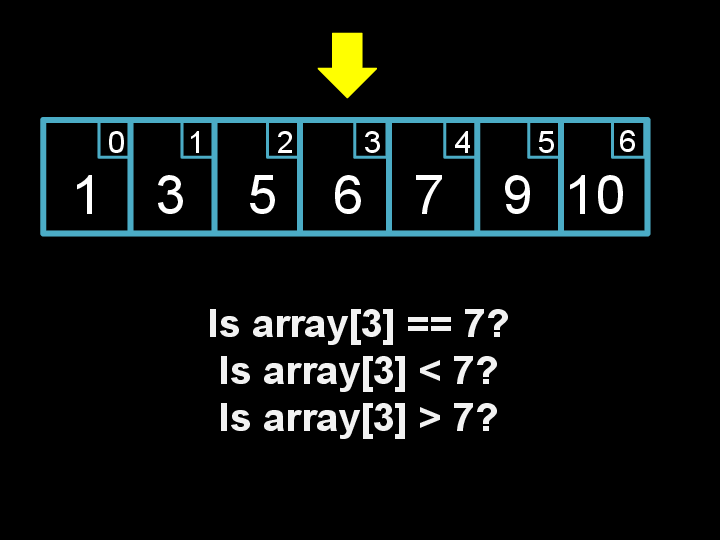 0 1 2 3 4 5 6
1 3 5 6 7 9 10
Is array[3] == 7?
Is array[3] < 7?
Is array[3] > 7?